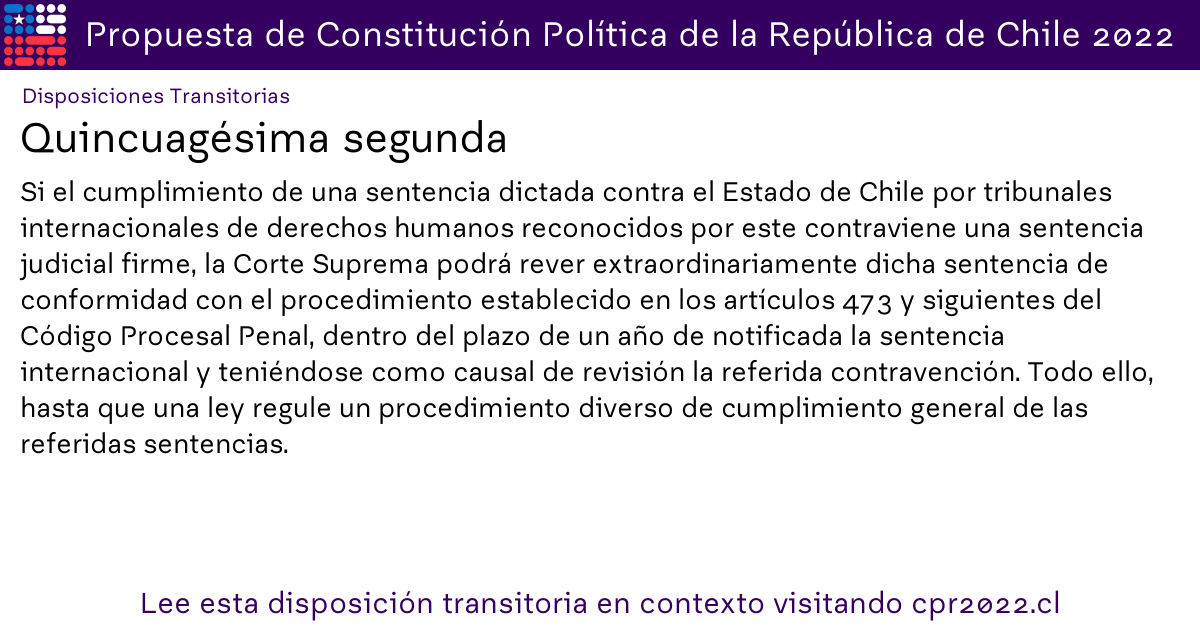 Propuesta de Constitución Política de la República de Chile 2022
Disposiciones Transitorias
Quincuagésima segunda
Si el cumplimiento de una sentencia dictada contra el Estado de Chile por tribunales
internacionales de derechos humanos reconocidos por este contraviene una sentencia
judicial firme, la Corte Suprema podrá rever extraordinariamente dicha sentencia de
conformidad con el procedimiento establecido en los artículos 473 y siguientes del
Código Procesal Penal, dentro del plazo de un año de notificada la sentencia
internacional y teniéndose como causal de revisión la referida contravención. Todo ello,
hasta que una ley regule un procedimiento diverso de cumplimiento general de las
referidas sentencias.
Lee esta disposición transitoria en contexto visitando cpr2022.cl